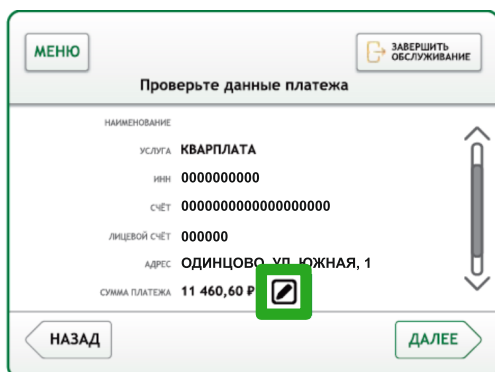 МЕНЮ
ЗАВЕРШИТЬ
ОБСЛУЖИВАНИЕ
Проверьте данные платежа
НАИМЕНОВАНИЕ
УСЛУГА КВАРПЛАТА
ИНН 0000000000
СЧЁТ 0000000000000000000
ЛИЦЕВОЙ СЧЁТ 000000
АДРЕС ОДИНЦОВО, УЛ. ЮЖНАЯ, 1
СУММА ПЛАТЕЖА 11 460,60 ₽
НАЗАД
ДАЛЕЕ